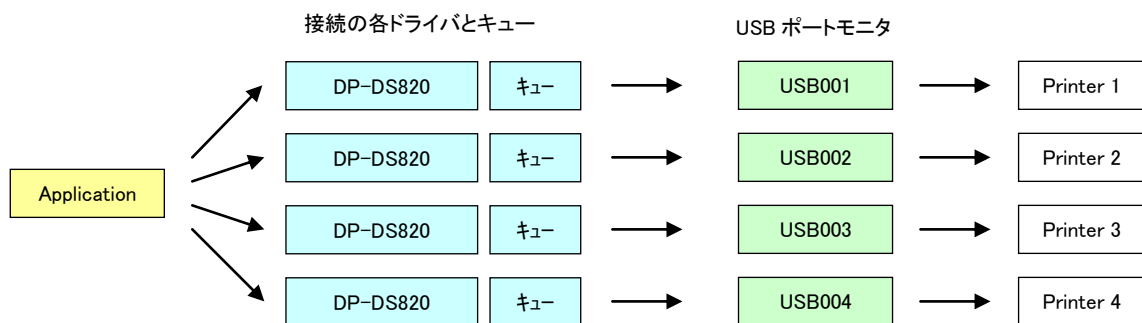 接続の各ドライバとキュー
USB ポートモニタ
DP-DS820 キュー USB001 Printer 1
DP-DS820 キュー USB002 Printer 2
Application
DP-DS820 キュー USB003 Printer 3
DP-DS820 キュー USB004 Printer 4